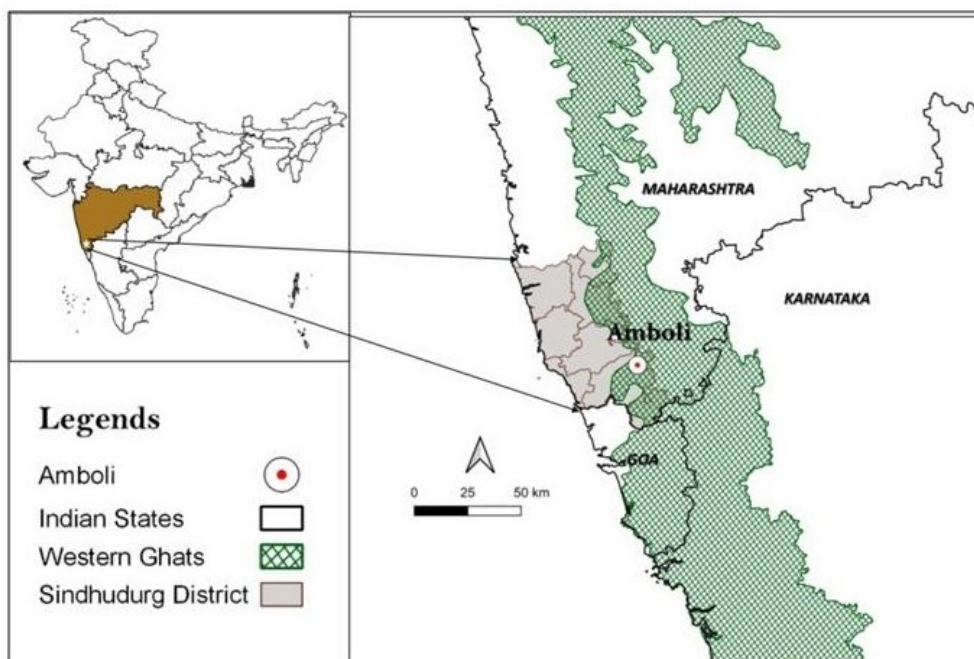 MAHARASHTRA
KARNATAKA
Amboli
GOA
0 25 50 km
Legends
Amboli
Indian States
Western Ghats
Sindhudurg District